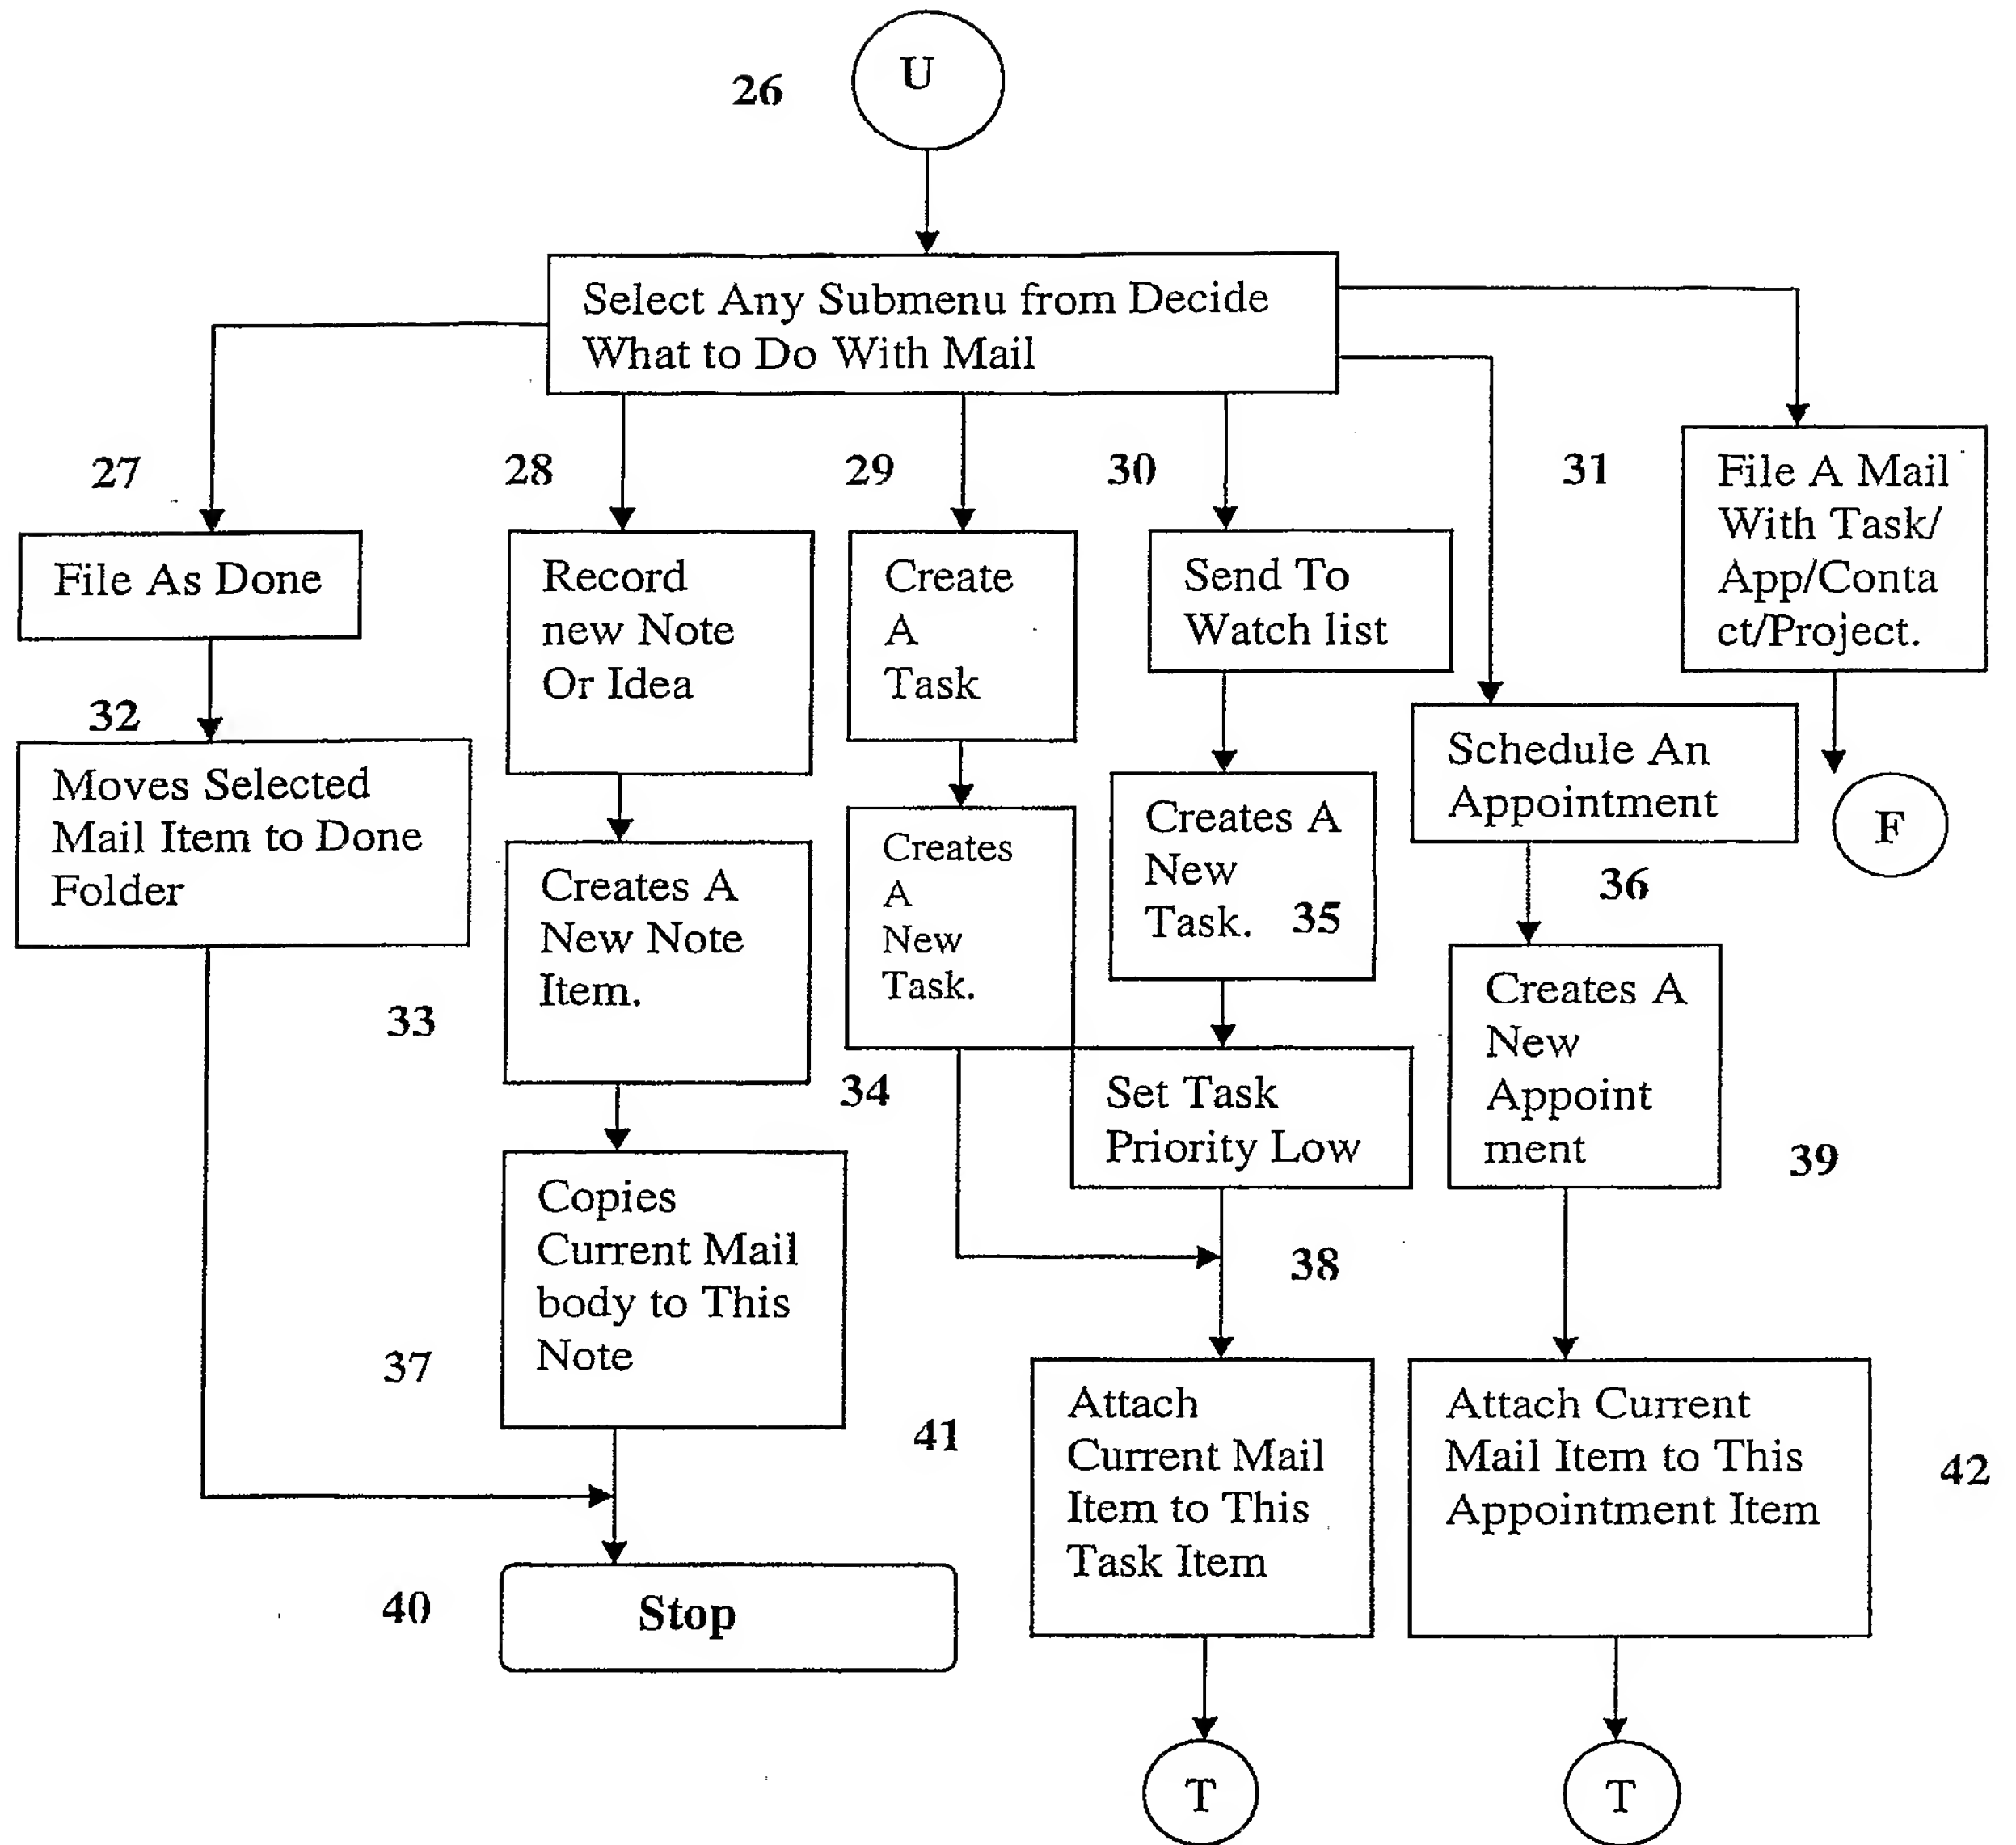 26
U
Select Any Submenu from Decide
What to Do With Mail
27
28
29
30
31
File A Mail
With Task/
App/Conta
ct/Project.
File As Done
Record
new Note
Or Idea
Create
A
Task
Send To
Watch list
32
Moves Selected
Mail Item to Done
Folder
Schedule An
Appointment
F
Creates A
New Note
Item.
33
Creates
A
New
Task.
34
Creates A
New
Task.
35
36
Creates A
New
Appoint
ment
39
Set Task
Priority Low
38
Copies
Current Mail
body to This
Note
37
41
Attach
Current Mail
Item to This
Task Item
Attach Current
Mail Item to This
Appointment Item
42
40
Stop
T
T